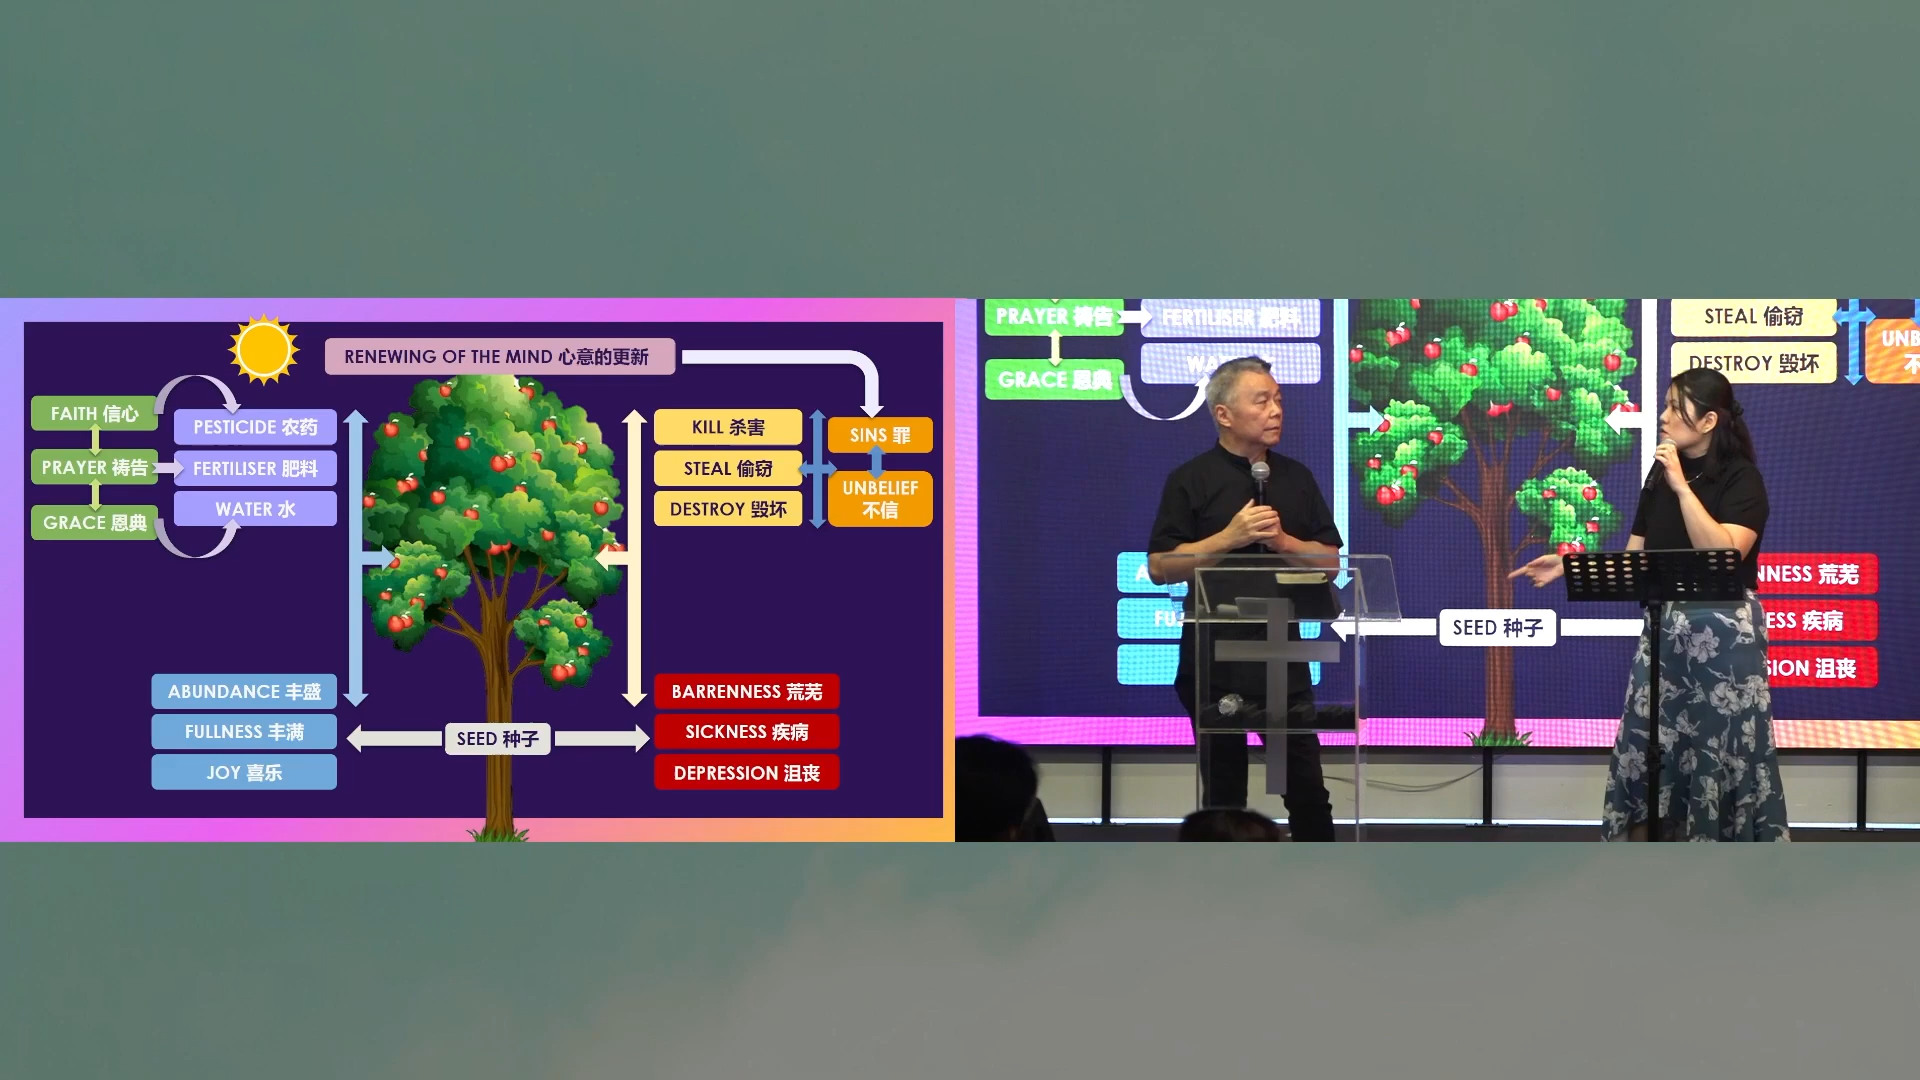 RENEWING OF THE MIND 心意的更新
FAITH 信心
PRAYER 祷告
GRACE 恩典
PESTICIDE 农药
FERTILISER 肥料
WATER 水
KILL 杀害
STEAL 偷窃
DESTROY 毁坏
SINS 罪
UNBELIEF
不信
ABUNDANCE 丰盛
FULLNESS 丰满
JOY 喜乐
SEED 种子
BARRENNESS 荒芜
SICKNESS 疾病
DEPRESSION 沮丧
PRAYER 祷告
GRACE 恩典
FERTILISER 肥料
STEAL 偷窃
DESTROY 毁坏
SEED 种子
荒芜
疾病
沮丧